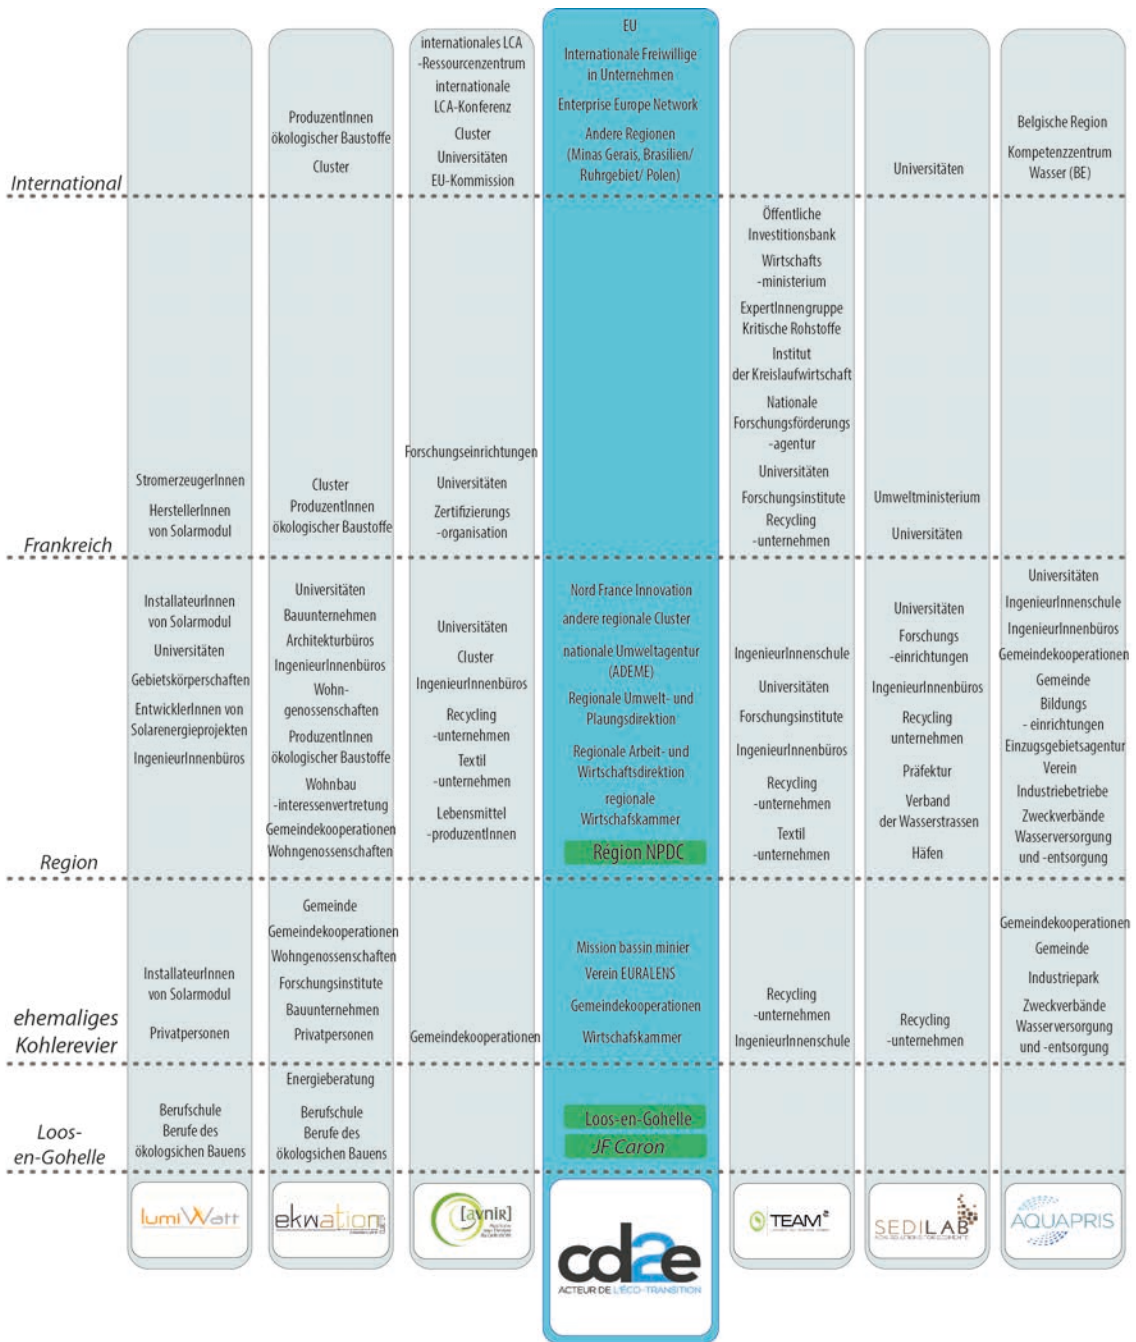 International
ProduzentInnen
ökologischer Baustoffe
Cluster
internationales LCA
-Ressourcenzentrum
internationale
LCA-Konferenz
Cluster
Universitäten
EU-Kommission
EU
Internationale Freiwillige
in Unternehmen
Enterprise Europe Network
Andere Regionen
(Minas Gerais, Brasilien/
Ruhrgebiet/ Polen)
Universitäten
Belgische Region
Kompetenzzentrum
Wasser (BE)
Frankreich
StromerzeugerInnen
HerstellerInnen
von Solarmodul
Cluster
ProduzentInnen
ökologischer Baustoffe
Forschungseinrichtungen
Universitäten
Zertifizierungs
-organisation
Öffentliche
Investitionsbank
Wirtschafts
-ministerium
ExpertInnengruppe
Kritische Rohstoffe
Institut
der Kreislaufwirtschaft
Nationale
Forschungsförderungs
-agentur
Universitäten
Forschungsinstitute
Recycling
-unternehmen
Umweltministerium
Universitäten
Region
InstallateurInnen
von Solarmodul
Universitäten
Gebietskörperschaften
EntwicklerInnen von
Solarenergieprojekten
IngenieurInnenbüros
Universitäten
Bauunternehmen
Architekturbüros
IngenieurInnenbüros
Wohn-
genossenschaften
ProduzentInnen
ökologischer Baustoffe
Wohnbau
-interessenvertretung
Gemeindekooperationen
Wohngenossenschaften
Universitäten
Cluster
IngenieurInnenbüros
Recycling
-unternehmen
Textil
-unternehmen
Lebensmittel
-produzentInnen
Nord France Innovation
andere regionale Cluster
nationale Umweltagentur
(ADEME)
Regionale Umwelt- und
Plaungsdirektion
Regionale Arbeit- und
Wirtschaftsdirektion
regionale
Wirtschafskammer
Région NPDC
IngenieurInnenschule
Universitäten
Forschungsinstitute
IngenieurInnenbüros
Recycling
-unternehmen
Textil
-unternehmen
Universitäten
Forschungs
-einrichtungen
IngenieurInnenbüros
Recycling
unternehmen
Präfektur
Verband
der Wasserstrassen
Häfen
Universitäten
IngenieurInnenschule
IngenieurInnenbüros
Gemeindekooperationen
Gemeinde
Bildungs
- einrichtungen
Einzugsgebietsagentur
Verein
Industriebetriebe
Zweckverbände
Wasserversorgung
und -entsorgung
ehemaliges
Kohlerevier
InstallateurInnen
von Solarmodul
Privatpersonen
Gemeinde
Gemeindekooperationen
Wohngenossenschaften
Forschungsinstitute
Bauunternehmen
Privatpersonen
Gemeindekooperationen
Mission bassin minier
Verein EURALENS
Gemeindekooperationen
Wirtschafskammer
Recycling
-unternehmen
IngenieurInnenschule
Recycling
-unternehmen
Gemeindekooperationen
Gemeinde
Industriepark
Zweckverbände
Wasserversorgung
und -entsorgung
Loos-
en-Gohelle
Berufschule
Berufe des
ökologsichen Bauens
Energieberatung
Berufschule
Berufe des
ökologsichen Bauens
Loos-en-Gohelle
JF Caron
lumiWatt
ekwation
[avniR]
cd2e
ACTEUR DE L'ÉCO-TRANSITION
TEAM²
SEDILAB
AQUAPRIS